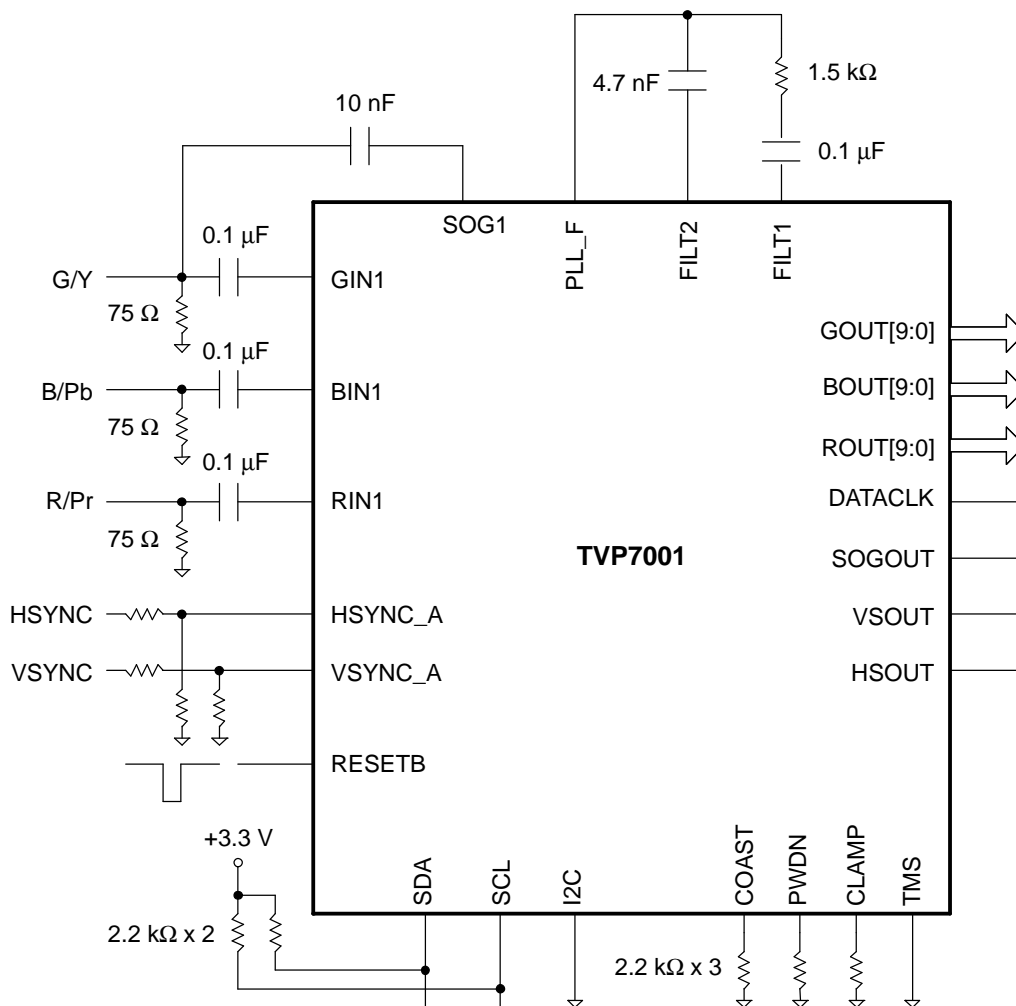 10 nF
4.7 nF
1.5 kΩ
0.1 μF
SOG1
PLL_F
FILT2
FILT1
0.1 μF
G/Y
GIN1
75 Ω
GOUT[9:0]
0.1 μF
B/Pb
BIN1
BOUT[9:0]
75 Ω
ROUT[9:0]
0.1 μF
R/Pr
RIN1
DATACLK
75 Ω
TVP7001
SOGOUT
HSYNC
HSYNC_A
VSOUT
VSYNC
VSYNC_A
HSOUT
RESETB
+3.3 V
SDA
SCL
I2C
COAST
PWDN
CLAMP
TMS
2.2 kΩ x 2
2.2 kΩ x 3